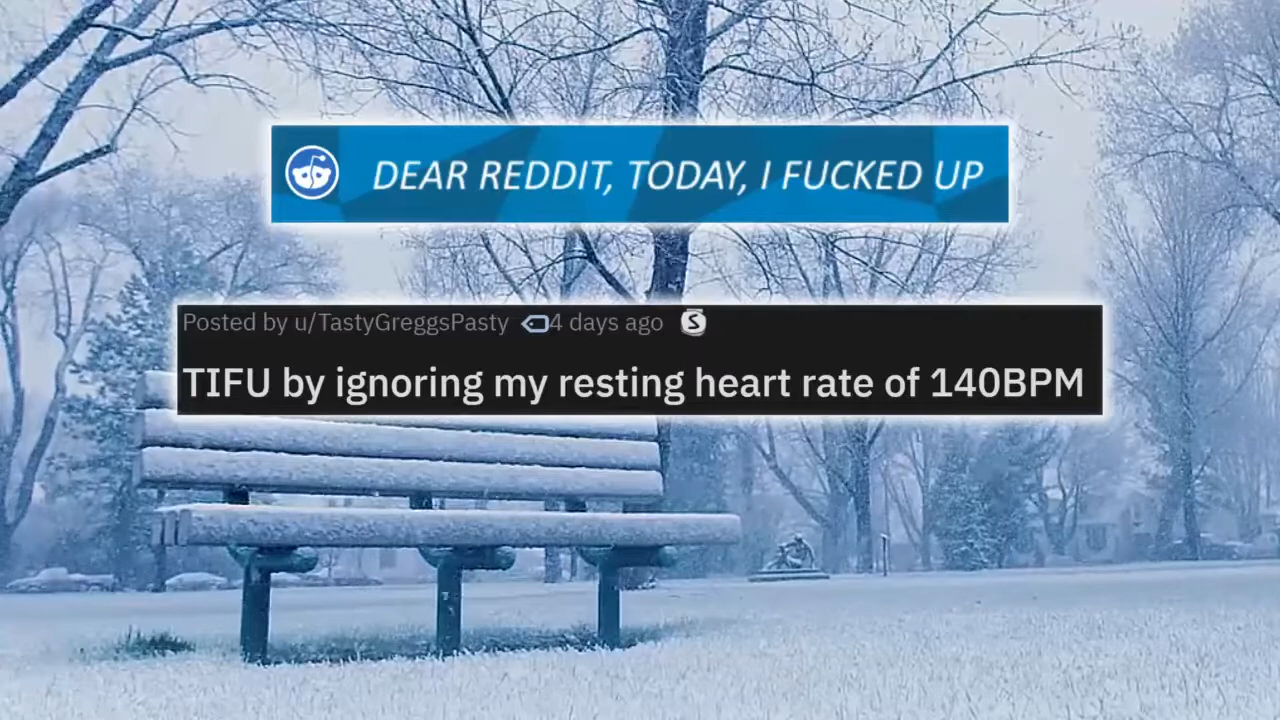 DEAR REDDIT, TODAY, I FUCKED UP
Posted by u/TastyGreggsPasty 4 days ago S
TIFU by ignoring my resting heart rate of 140BPM